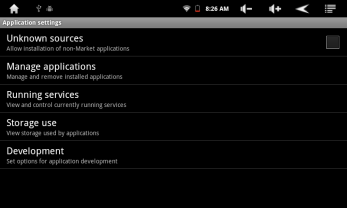 8:26 AM
Application settings
Unknown sources
Allow installation of non-Market applications
Manage applications
Manage and remove installed applications
Running services
View and control currently running services
Storage use
View storage used by applications
Development
Set options for application development